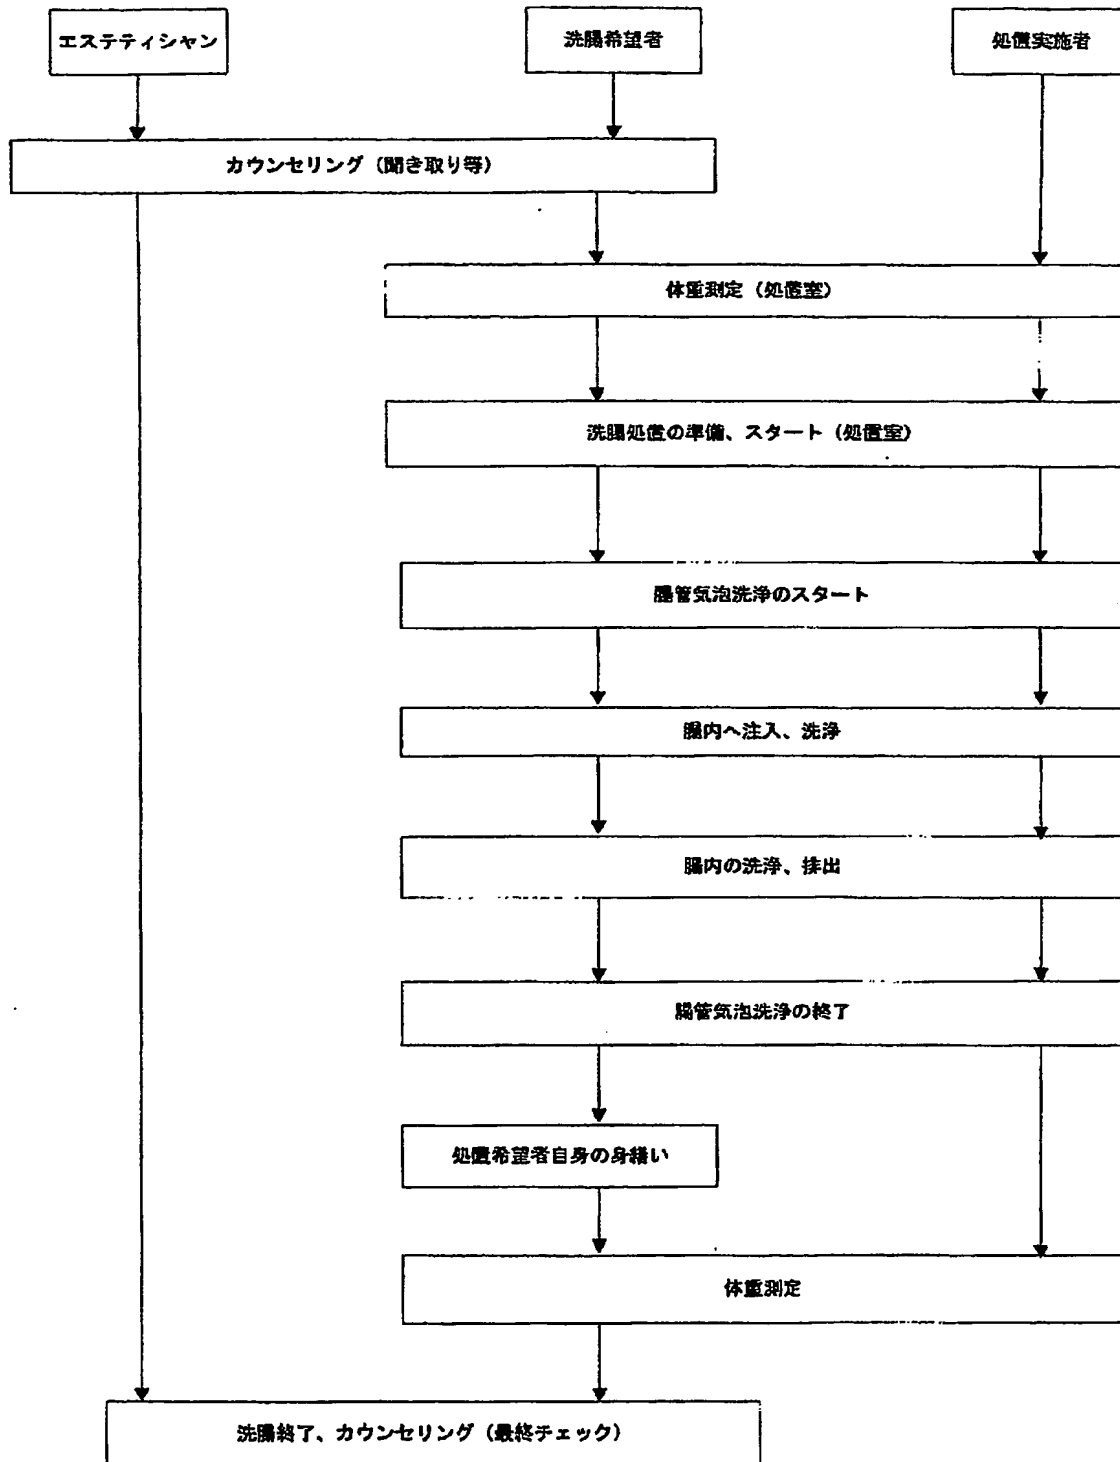 エステティシャン
洗腸希望者
処置実施者
カウンセリング（聞き取り等）
体重測定（処置室）
洗腸処置の準備、スタート（処置室）
腸管気泡洗浄のスタート
腸内へ注入、洗浄
腸内の洗浄、排出
腸管気泡洗浄の終了
処置希望者自身の身繕い
体重測定
洗腸終了、カウンセリング（最終チェック）